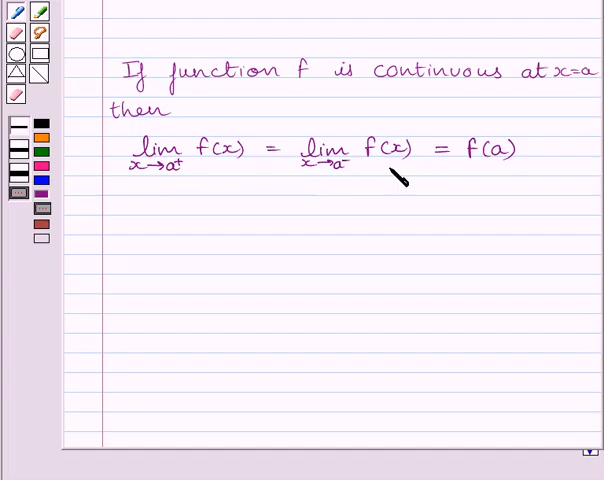 If function f is continuous at x=a
then
lim x→a⁺ f(x) = lim x→a⁻ f(x) = f(a)